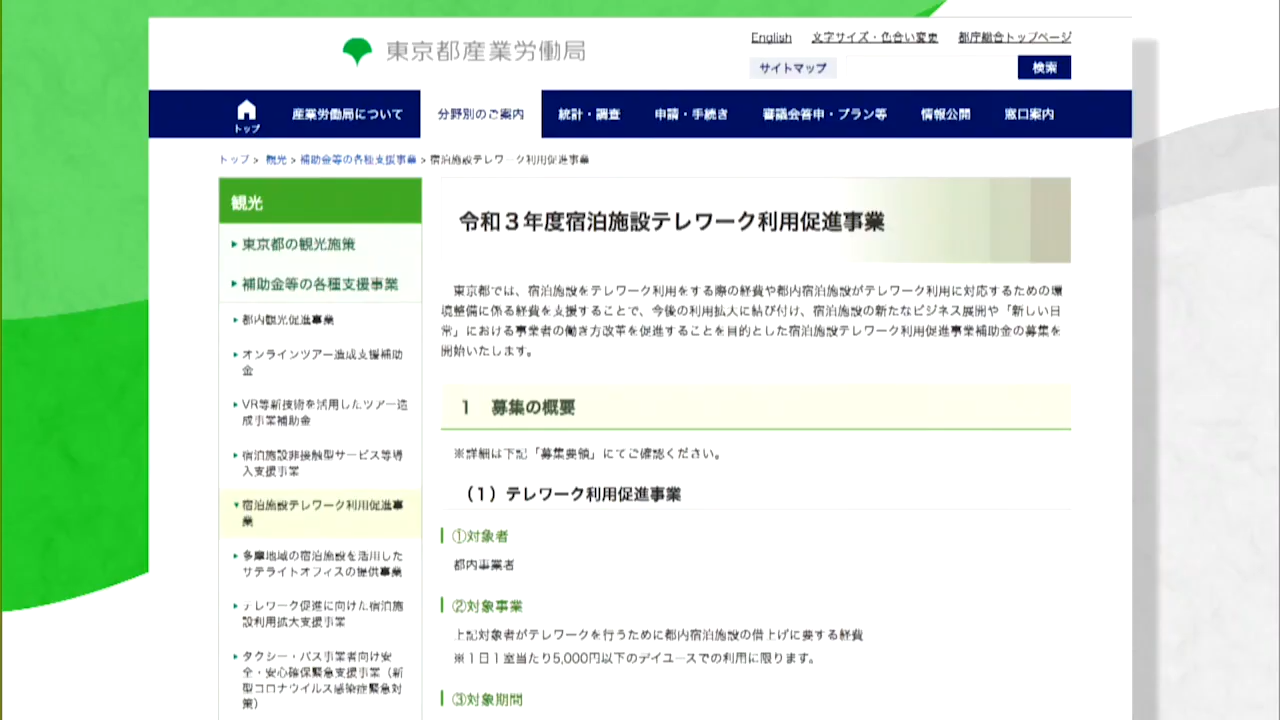 東京都産業労働局
English 文字サイズ・色合い変更 都庁総合トップページ
サイトマップ 検索
トップ 産業労働局について 分野別のご案内 統計・調査 申請・手続き 審議会答申・プラン等 情報公開 窓口案内
トップ > 観光 > 補助金等の各種支援事業 > 宿泊施設テレワーク利用促進事業
観光
東京都の観光施策
補助金等の各種支援事業
都内観光促進事業
オンラインツアー造成支援補助
金
VR等新技術を活用したツアー造
成事業補助金
宿泊施設非接触型サービス等導
入支援事業
宿泊施設テレワーク利用促進事
業
多摩地域の宿泊施設を活用した
サテライトオフィスの提供事業
テレワーク促進に向けた宿泊施
設利用拡大支援事業
タクシー・バス事業者向け安
全・安心確保緊急支援事業（新
型コロナウイルス感染症緊急対
策）
令和３年度宿泊施設テレワーク利用促進事業
東京都では、宿泊施設をテレワーク利用をする際の経費や都内宿泊施設がテレワーク利用に対応するための環
境整備に係る経費を支援することで、今後の利用拡大に結び付け、宿泊施設の新たなビジネス展開や「新しい日
常」における事業者の働き方改革を促進することを目的とした宿泊施設テレワーク利用促進事業補助金の募集を
開始いたします。
１ 募集の概要
※詳細は下記「募集要領」にてご確認ください。
（１）テレワーク利用促進事業
①対象者
都内事業者
②対象事業
上記対象者がテレワークを行うために都内宿泊施設の借上げに要する経費
※１日１室当たり5,000円以下のデイユースでの利用に限ります。
③対象期間